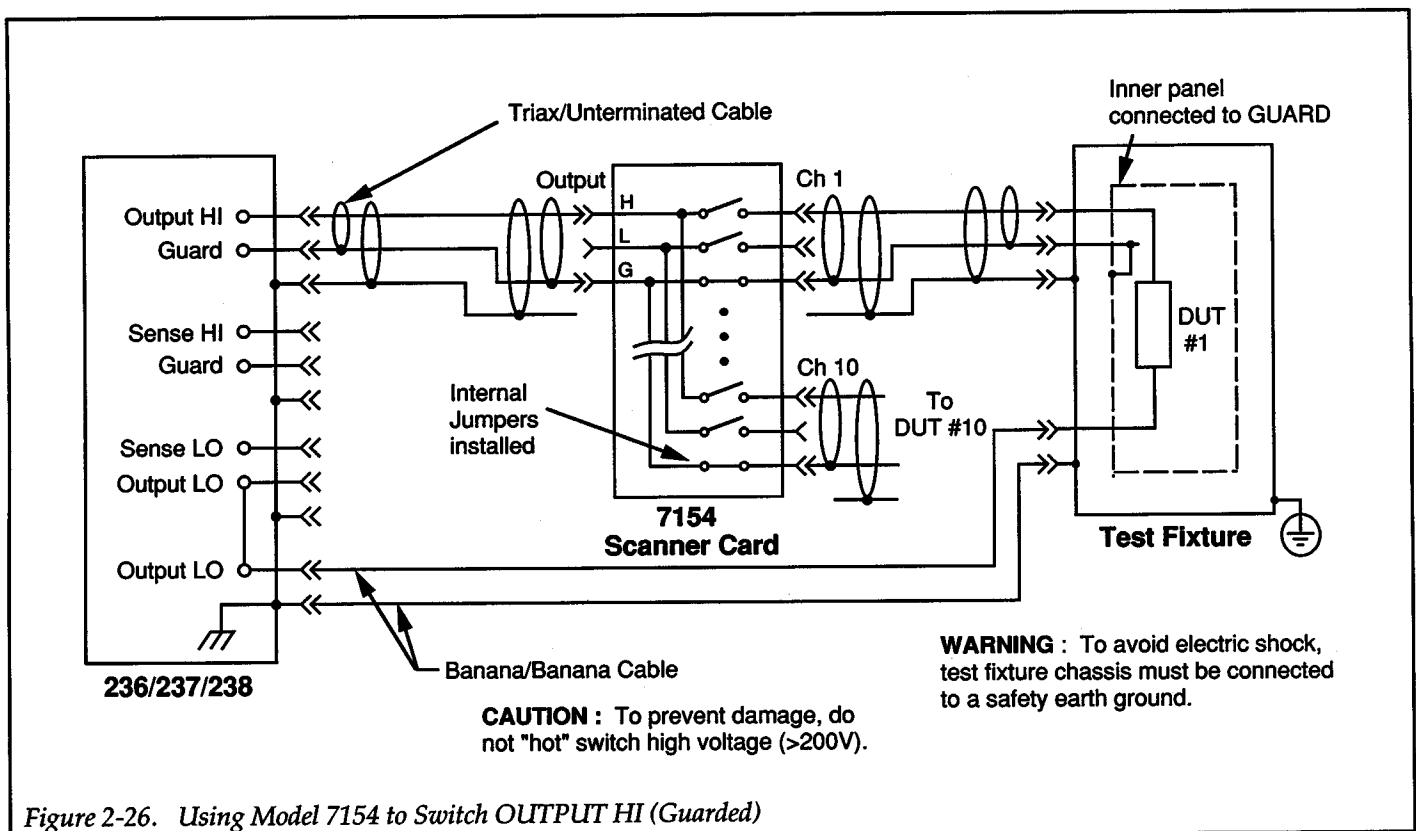 Inner panel
connected to GUARD
Triax/Unterminated Cable
Output
Ch 1
Output HI
H
Guard
L
G
Sense HI
DUT
#1
Guard
Ch 10
Internal
Jumpers
installed
To
DUT #10
Sense LO
Output LO
7154
Scanner Card
Test Fixture
Output LO
236/237/238
Banana/Banana Cable
WARNING : To avoid electric shock,
test fixture chassis must be connected
to a safety earth ground.
CAUTION : To prevent damage, do
not "hot" switch high voltage (>200V).
Figure 2-26. Using Model 7154 to Switch OUTPUT HI (Guarded)